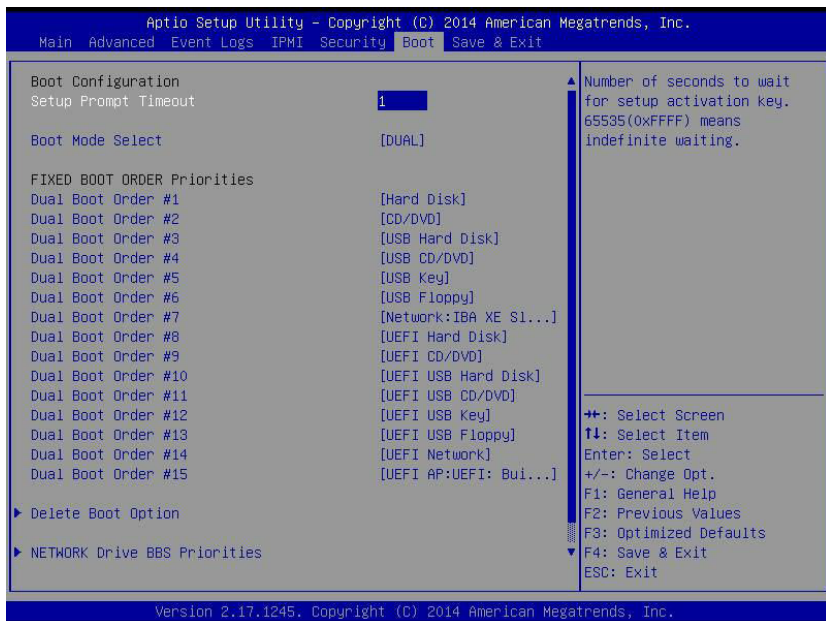 Aptio Setup Utility – Copyright (C) 2014 American Megatrends, Inc.
Main Advanced Event Logs IPMI Security Boot Save & Exit
Boot Configuration
Setup Prompt Timeout 1
Boot Mode Select [DUAL]
FIXED BOOT ORDER Priorities
Dual Boot Order #1 [Hard Disk]
Dual Boot Order #2 [CD/DVD]
Dual Boot Order #3 [USB Hard Disk]
Dual Boot Order #4 [USB CD/DVD]
Dual Boot Order #5 [USB Key]
Dual Boot Order #6 [USB Floppy]
Dual Boot Order #7 [Network:IBA XE Sl...]
Dual Boot Order #8 [UEFI Hard Disk]
Dual Boot Order #9 [UEFI CD/DVD]
Dual Boot Order #10 [UEFI USB Hard Disk]
Dual Boot Order #11 [UEFI USB CD/DVD]
Dual Boot Order #12 [UEFI USB Key]
Dual Boot Order #13 [UEFI USB Floppy]
Dual Boot Order #14 [UEFI Network]
Dual Boot Order #15 [UEFI AP:UEFI: Bui...]
Delete Boot Option
NETWORK Drive BBS Priorities
Number of seconds to wait
for setup activation key.
65535(0xFFFF) means
indefinite waiting.
→←: Select Screen
↑↓: Select Item
Enter: Select
+/-: Change Opt.
F1: General Help
F2: Previous Values
F3: Optimized Defaults
F4: Save & Exit
ESC: Exit
Version 2.17.1245. Copyright (C) 2014 American Megatrends, Inc.